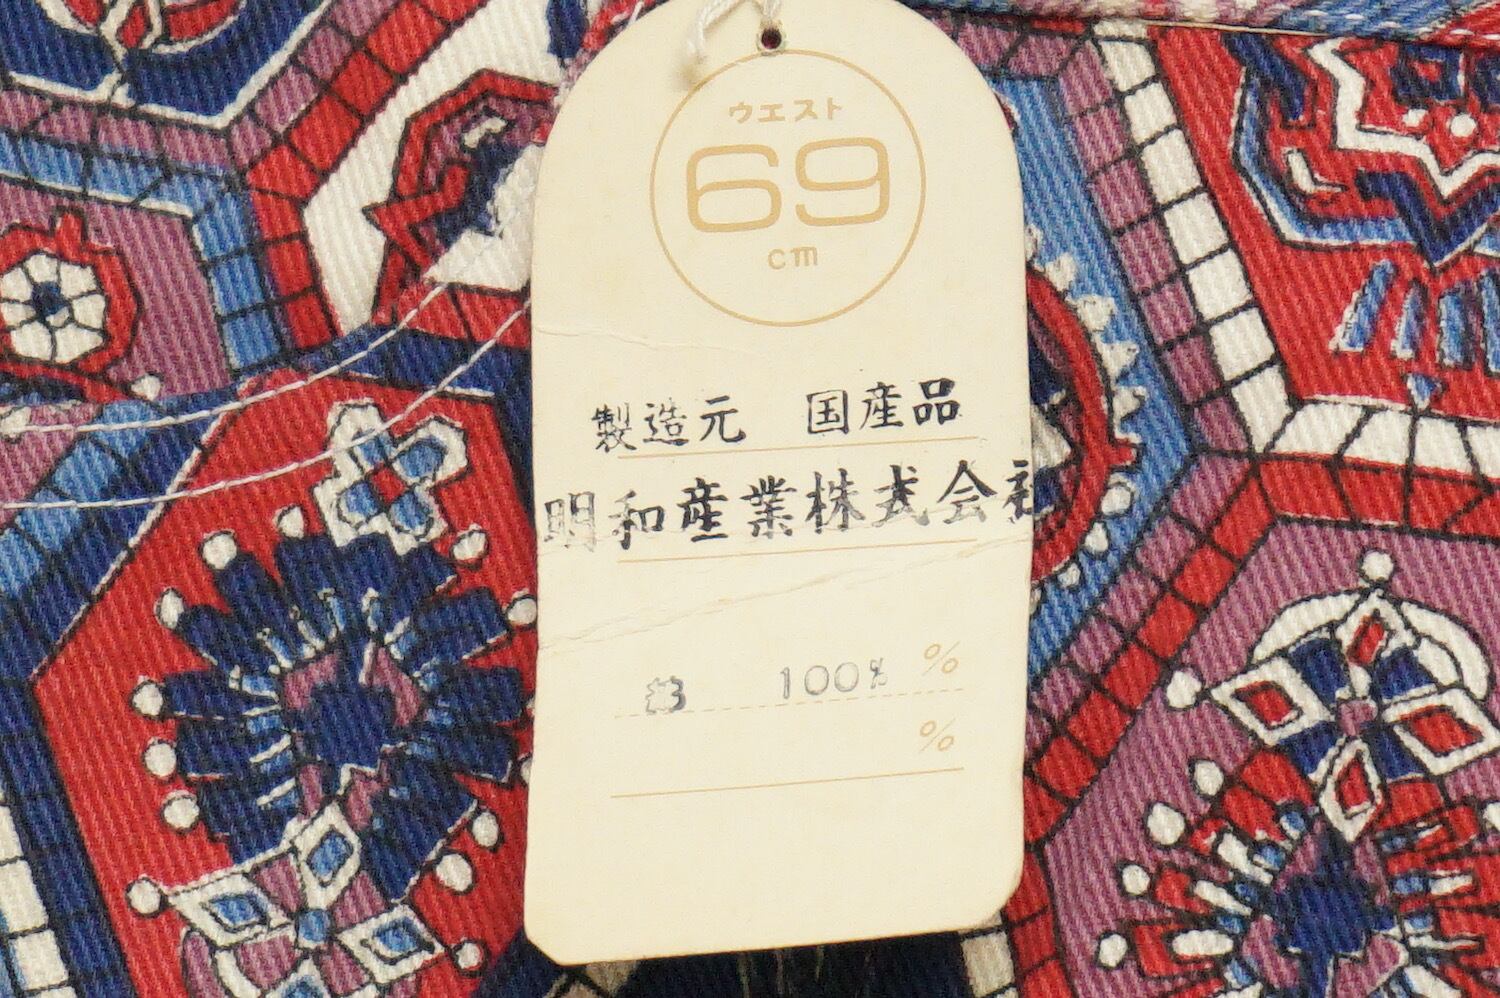 ウエスト
69
cm
製造元 国産品
明和産業株式会社
綿 100% %
%